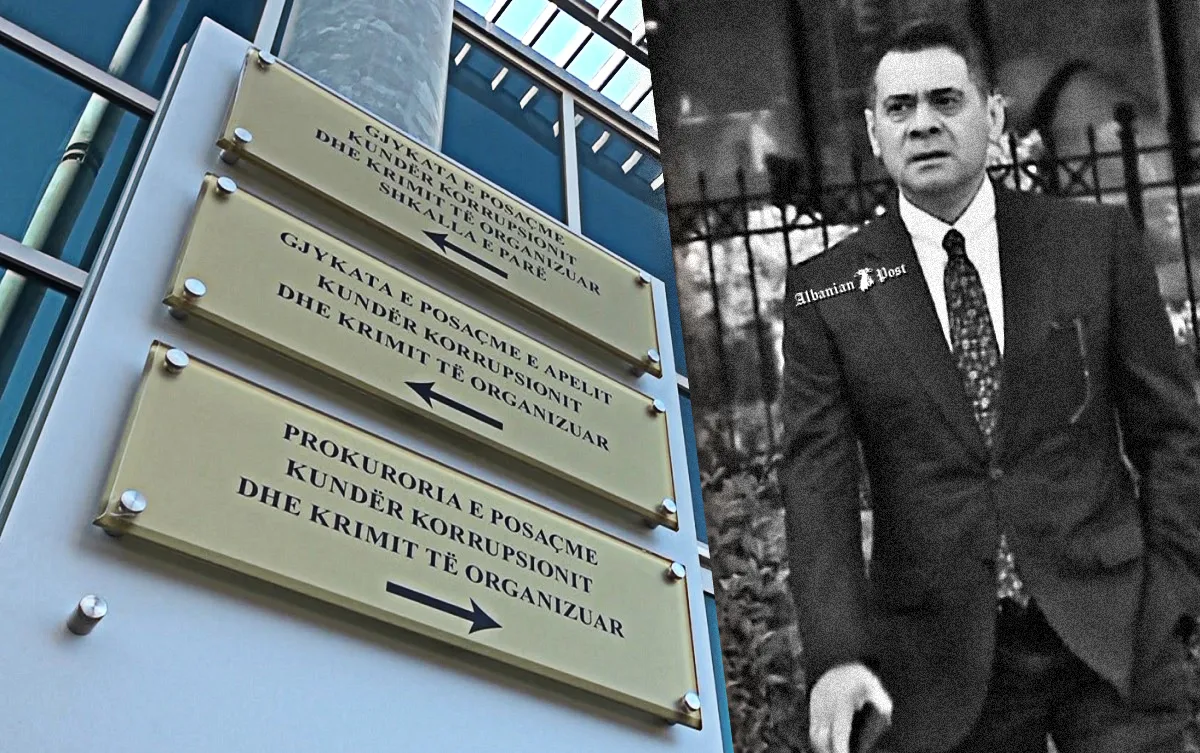 GJYKATA E POSAÇME
KUNDËR KORRUPSIONIT
DHE KRIMIT TË ORGANIZUAR
SHKALLA E PARË
GJYKATA E POSAÇME E APELIT
KUNDËR KORRUPSIONIT
DHE KRIMIT TË ORGANIZUAR
PROKURORIA E POSAÇME
KUNDËR KORRUPSIONIT
DHE KRIMIT TË ORGANIZUAR
Albanian Post